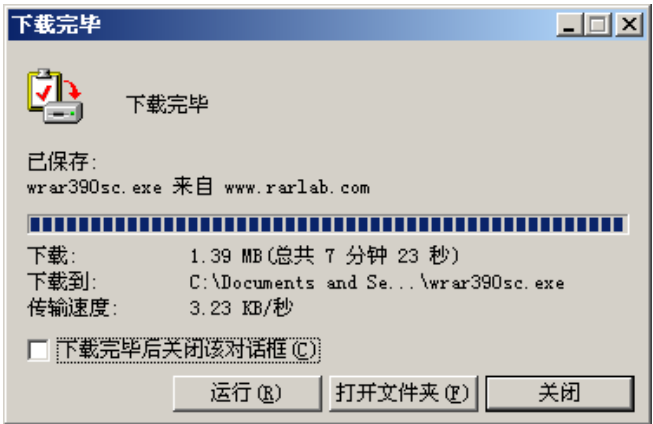 下载完毕
下载完毕
已保存:
wrar390sc.exe 来自 www.rarlab.com
下载: 1.39 MB(总共 7 分钟 23 秒)
下载到: C:\Documents and Se...\wrar390sc.exe
传输速度: 3.23 KB/秒
下载完毕后关闭该对话框(C)
运行(R) 打开文件夹(F) 关闭